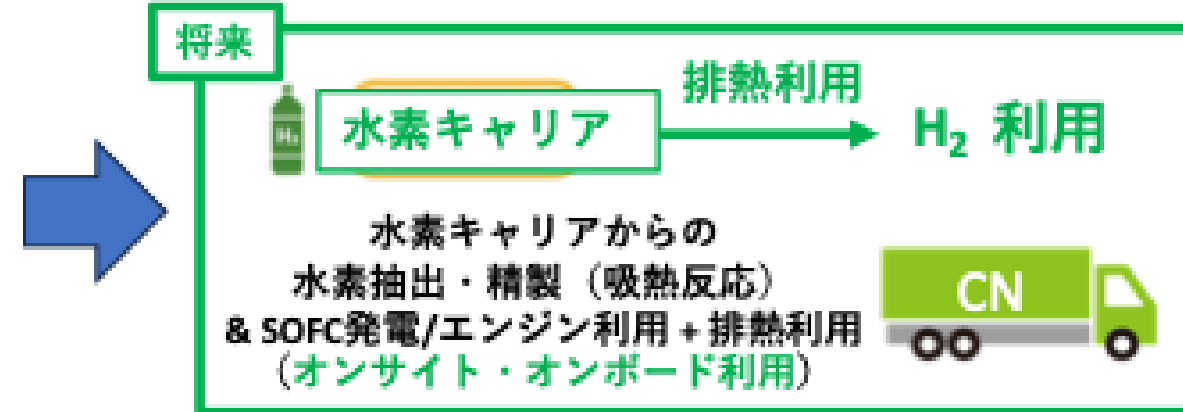 将来
排熱利用
H₂
水素キャリア
H₂ 利用
水素キャリアからの
水素抽出・精製（吸熱反応）
& SOFC発電/エンジン利用 + 排熱利用
（オンサイト・オンボード利用）
CN